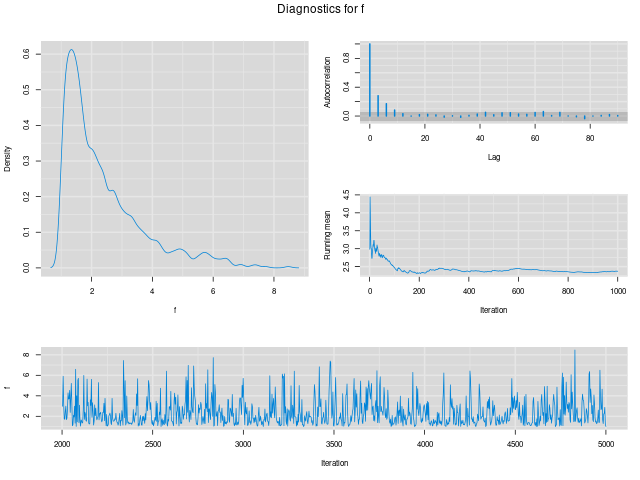 Diagnostics for f
Density
0.0 0.1 0.2 0.3 0.4 0.5 0.6
2 4 6 8
f
Autocorrelation
0.0 0.4 0.8
0 20 40 60 80
Lag
Running mean
2.5 3.0 3.5 4.0 4.5
0 200 400 600 800 1000
Iteration
f
2 4 6 8
2000 2500 3000 3500 4000 4500 5000
Iteration